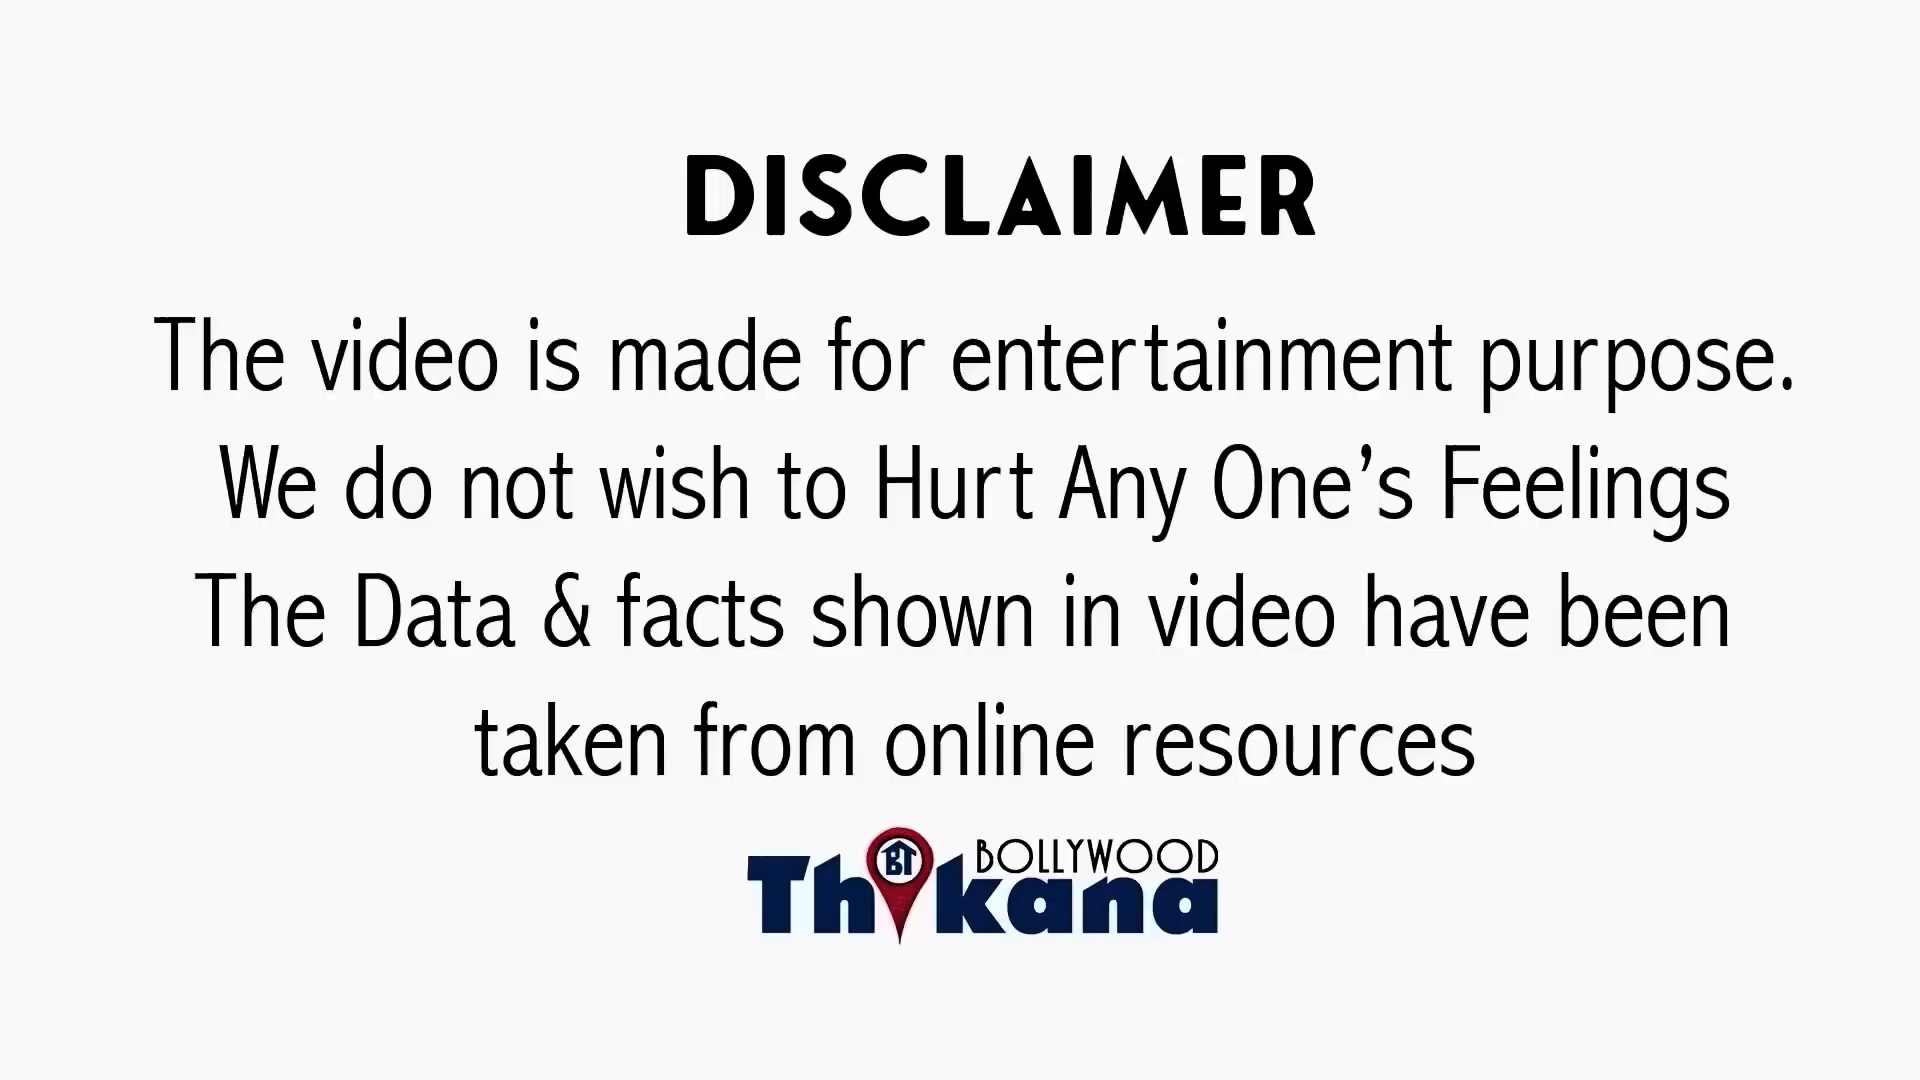 DISCLAIMER
The video is made for entertainment purpose.
We do not wish to Hurt Any One’s Feelings
The Data & facts shown in video have been
taken from online resources
BT BOLLYWOOD
Thikana